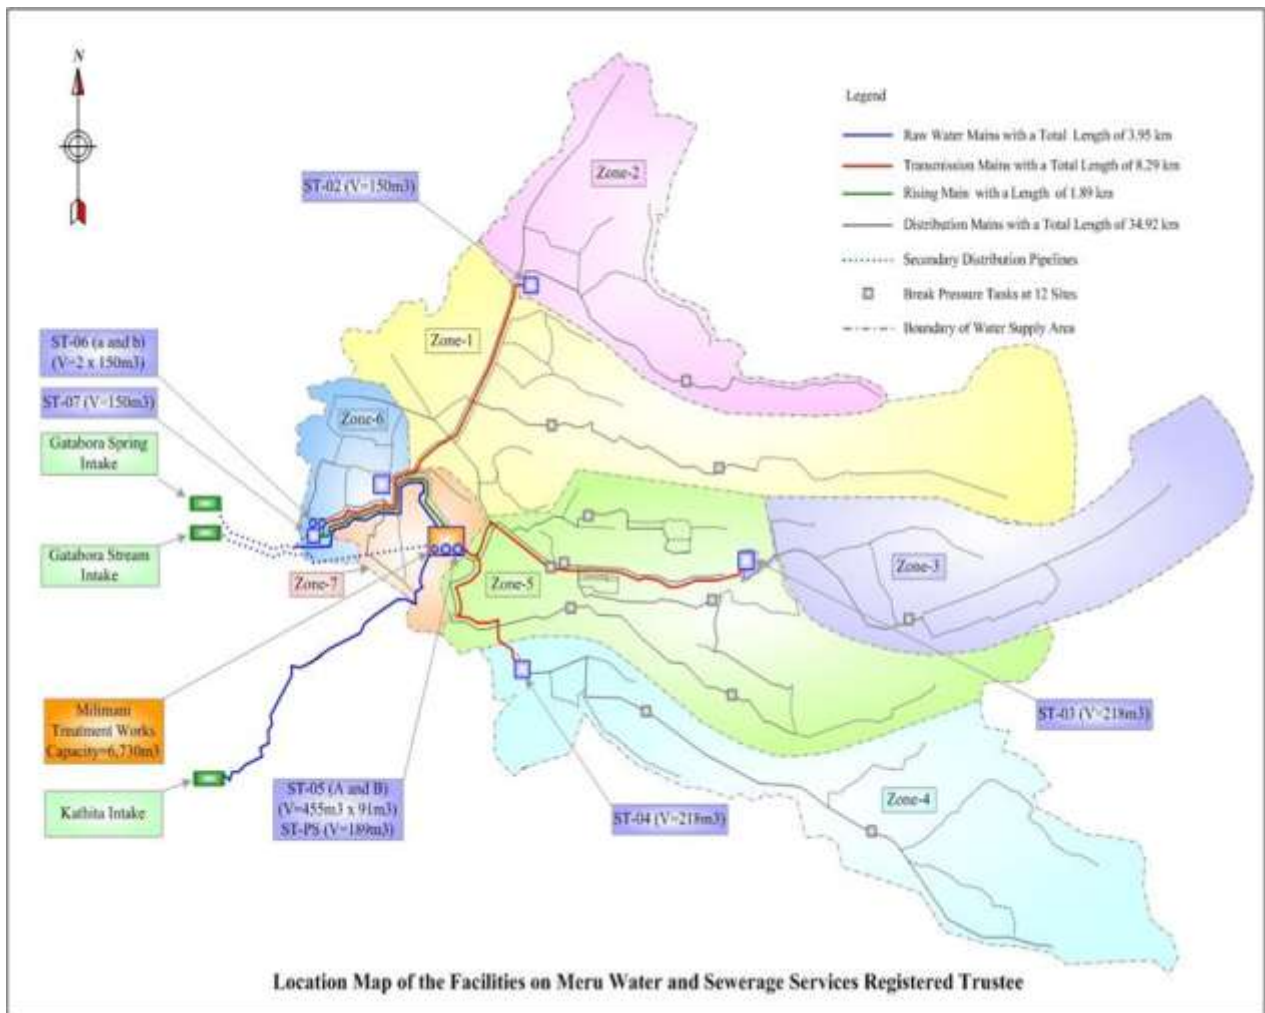 N
Legend
Raw Water Mains with a Total Length of 3.95 km
Transmission Mains with a Total Length of 8.29 km
Rising Main with a Length of 1.89 km
Distribution Mains with a Total Length of 34.92 km
Secondary Distribution Pipelines
Break Pressure Tasks at 12 Sites
Boundary of Water Supply Area
ST-02 (V=150m3)
Zone-2
Zone-1
ST-06 (a and b)
(V=2 x 150m3)
ST-07 (V=150m3)
Zone-6
Gatabora Spring
Intake
Gatabora Stream
Intake
Zone-7
Zone-5
Zone-3
Milimani
Treatment Works
Capacity=6,730m3
Kathita Intake
ST-05 (A and B)
(V=455m3 x 91m3)
ST-PS (V=189m3)
ST-04 (V=218m3)
ST-03 (V=218m3)
Zone-4
Location Map of the Facilities on Meru Water and Sewerage Services Registered Trustee